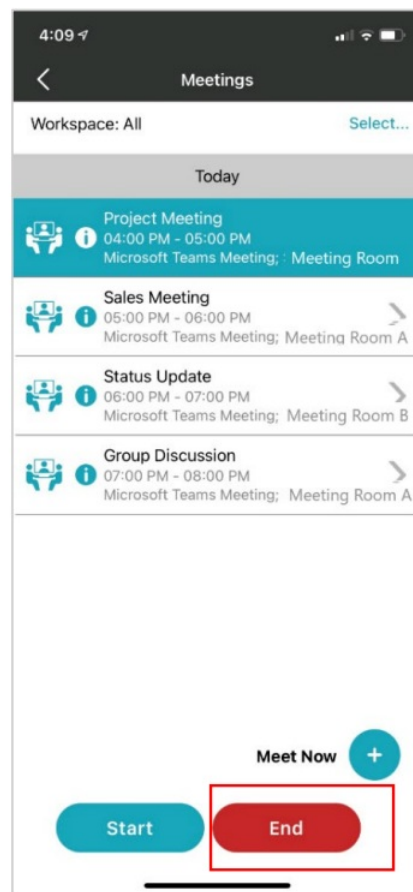 4:09
Meetings
Workspace: All Select...
Today
Project Meeting
04:00 PM - 05:00 PM
Microsoft Teams Meeting; : Meeting Room
Sales Meeting
05:00 PM - 06:00 PM
Microsoft Teams Meeting; Meeting Room A
Status Update
06:00 PM - 07:00 PM
Microsoft Teams Meeting; Meeting Room B
Group Discussion
07:00 PM - 08:00 PM
Microsoft Teams Meeting; Meeting Room A
Meet Now +
Start End